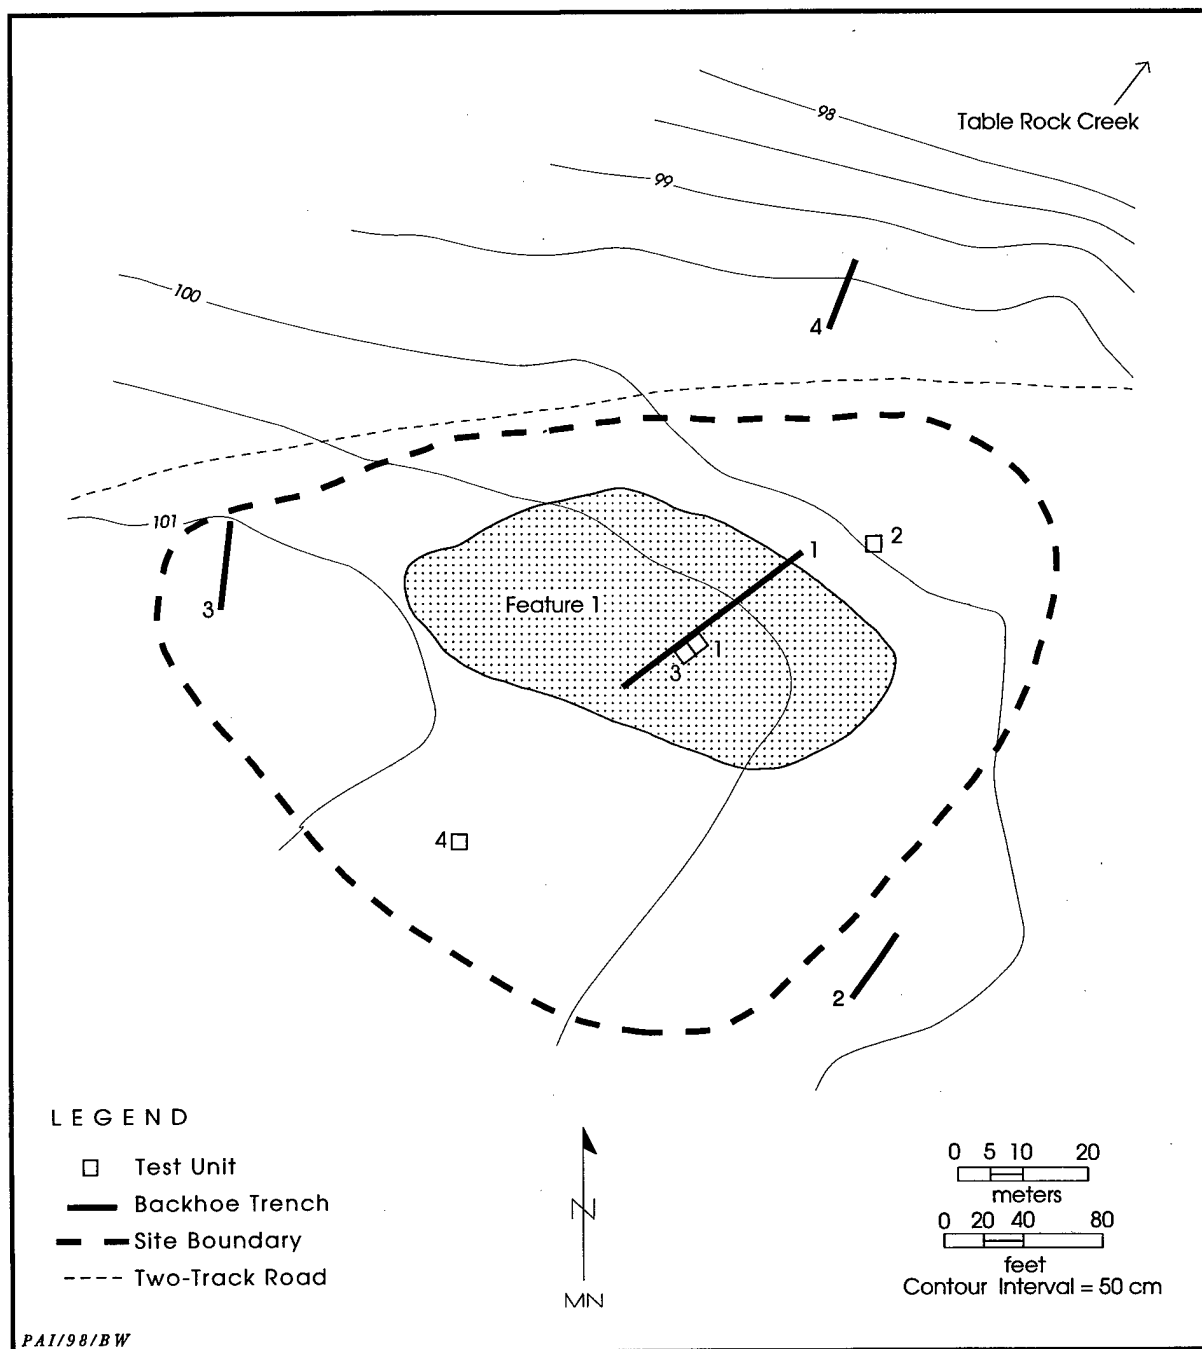 98
Table Rock Creek
99
100
4
101
1
2
3
Feature 1
1
3
4
2
LEGEND
Test Unit
Backhoe Trench
Site Boundary
Two-Track Road
N
MN
0 5 10 20
meters
0 20 40 80
feet
Contour Interval = 50 cm
PAI/98/BW